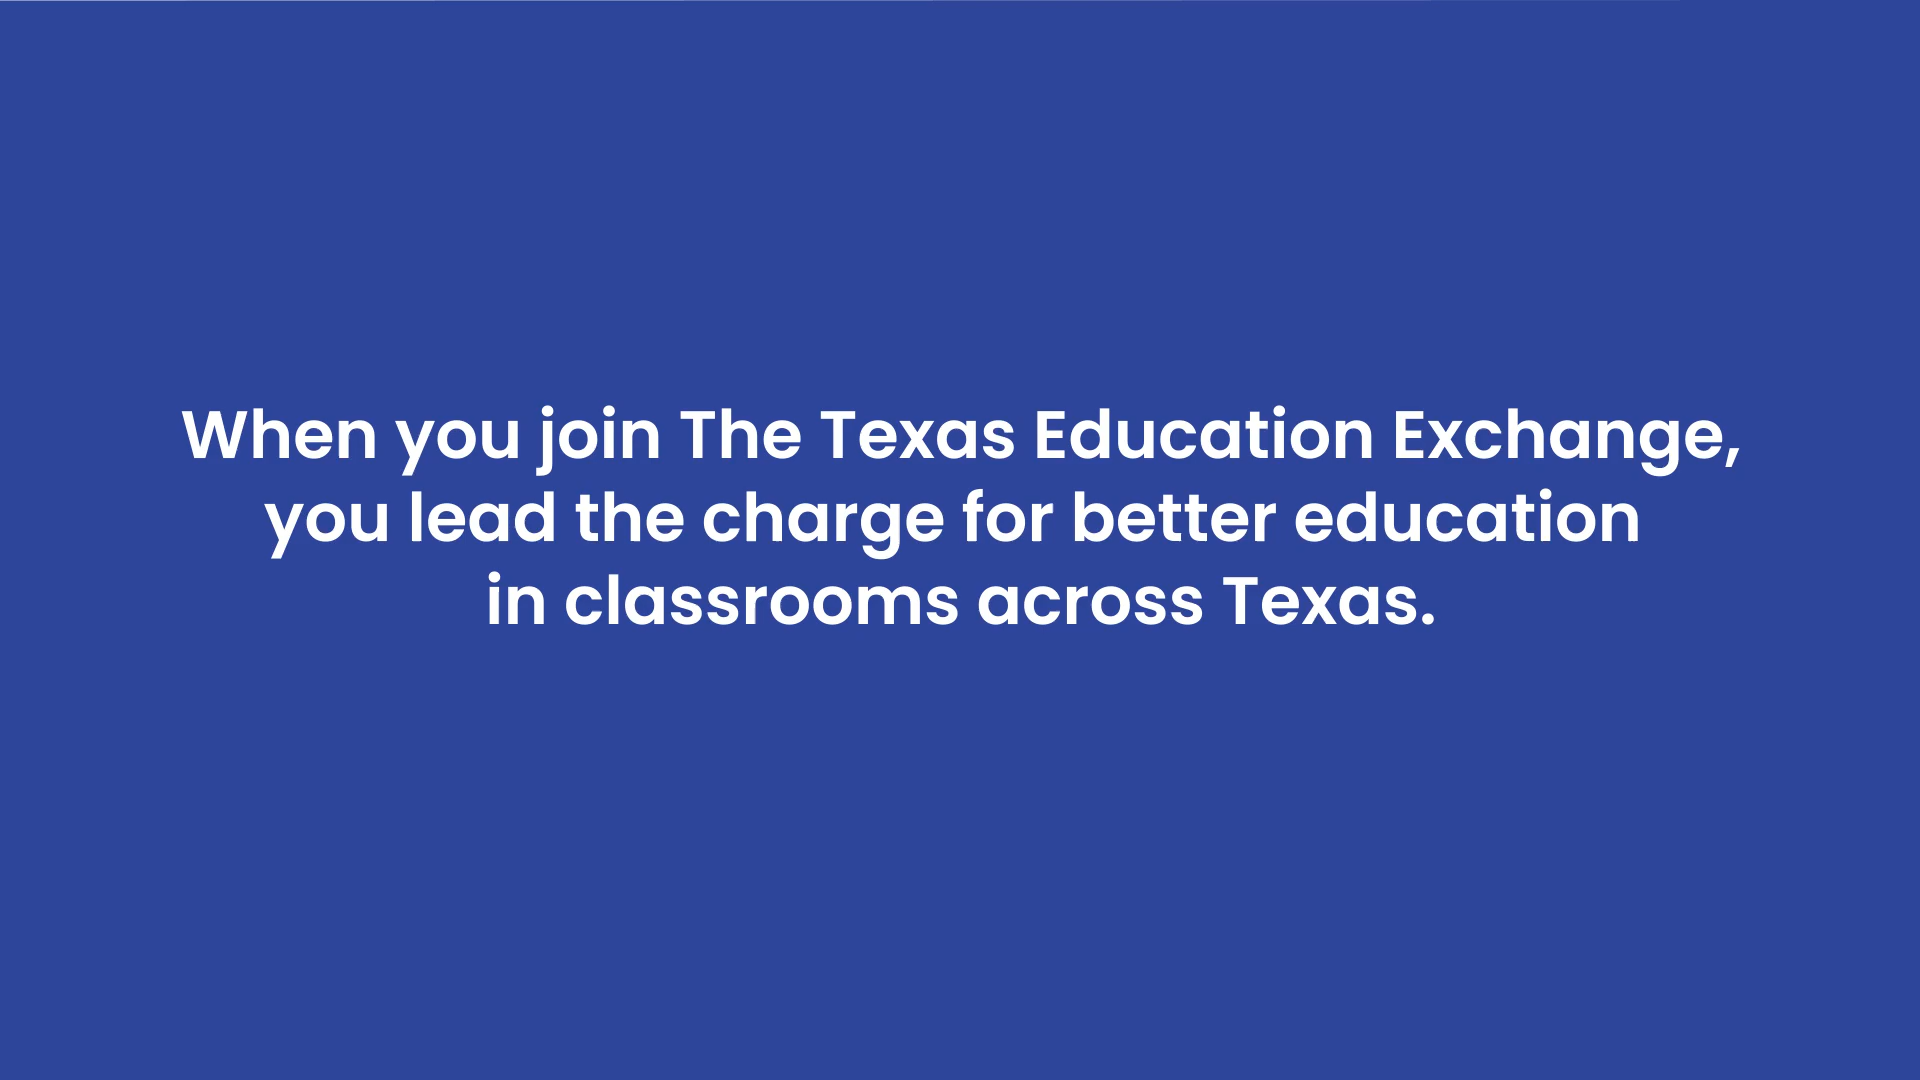 When you join The Texas Education Exchange,
you lead the charge for better education
in classrooms across Texas.